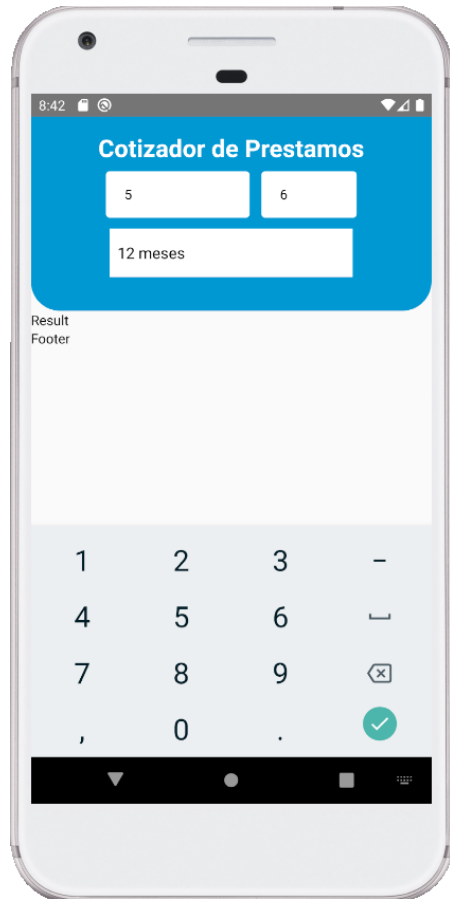 8:42
Cotizador de Prestamos
5 6
12 meses
Result
Footer
1 2 3 -
4 5 6
7 8 9
, 0 .